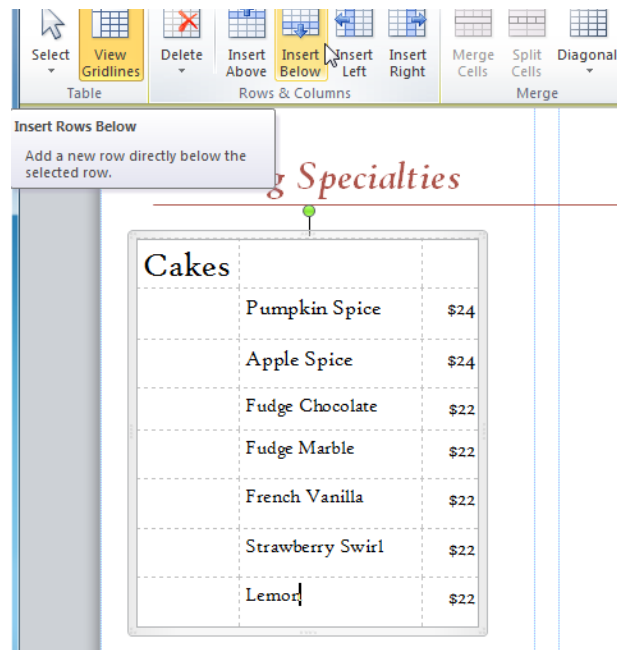 Select View Gridlines Delete Insert Above Insert Below Insert Left Insert Right Merge Cells Split Cells Diagonal
Table Rows & Columns Merge
Insert Rows Below
Add a new row directly below the
selected row.
Specialties
Cakes
Pumpkin Spice $24
Apple Spice $24
Fudge Chocolate $22
Fudge Marble $22
French Vanilla $22
Strawberry Swirl $22
Lemon $22